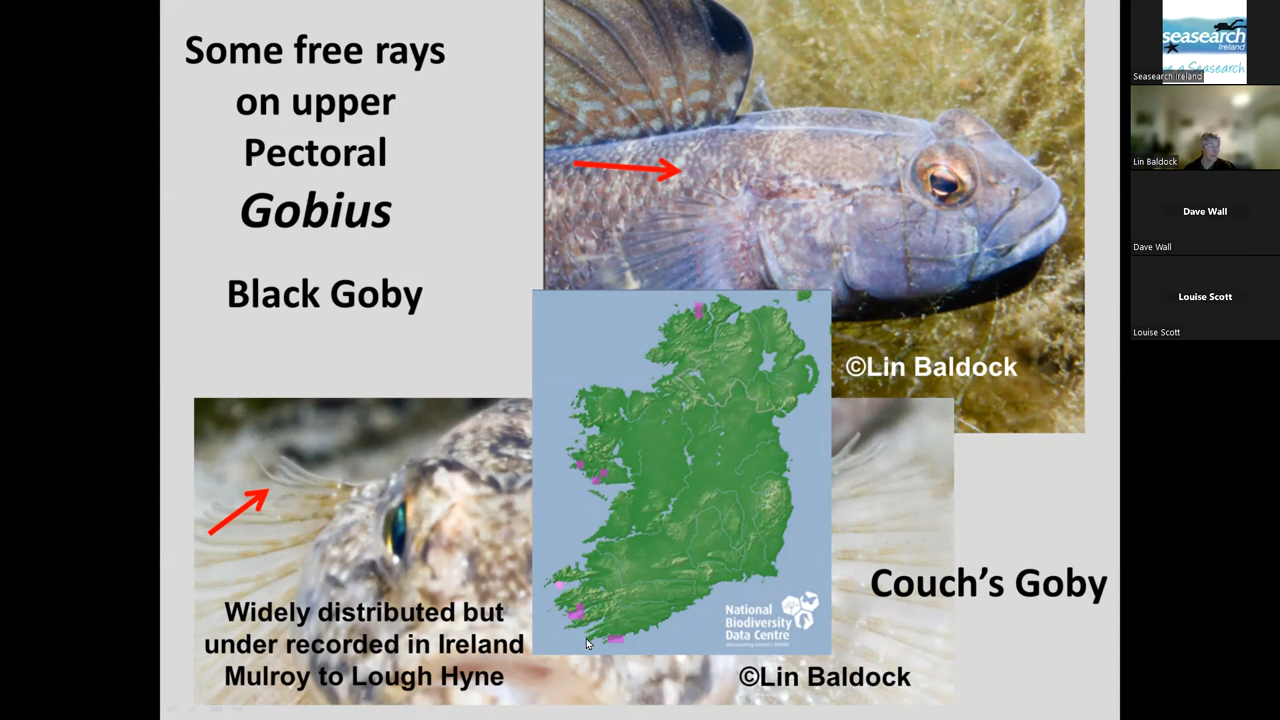 Some free rays
on upper
Pectoral
Gobius
Black Goby
©Lin Baldock
Widely distributed but
under recorded in Ireland
Mulroy to Lough Hyne
National
Biodiversity
Data Centre
Couch's Goby
©Lin Baldock
seasearch
Ireland
Seasearch Ireland
Lin Baldock
Dave Wall
Dave Wall
Louise Scott
Louise Scott